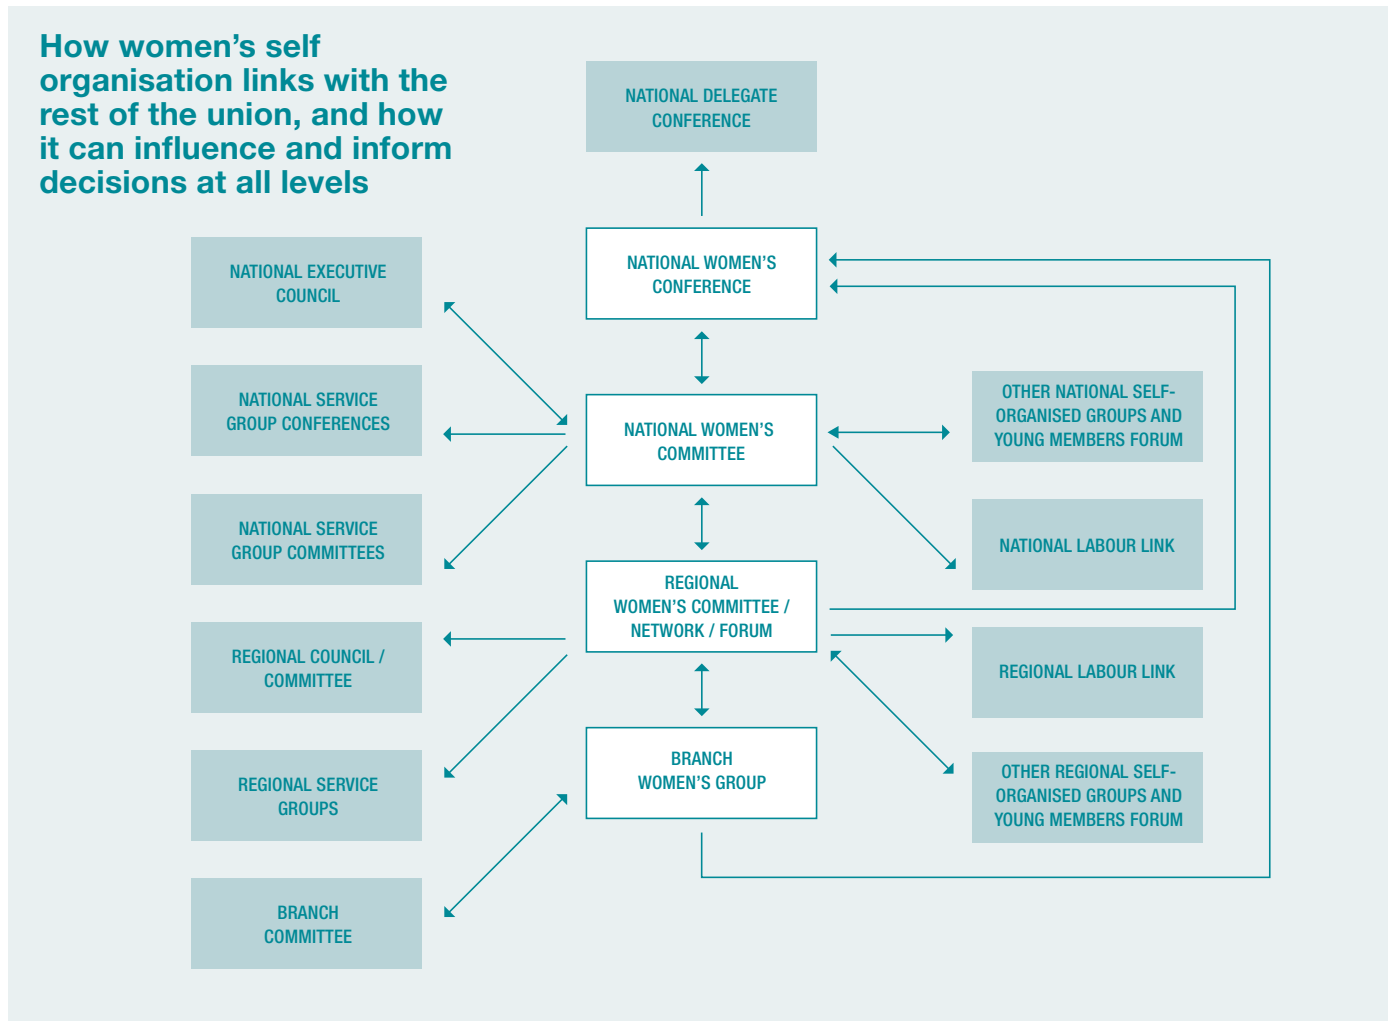 How women’s self
organisation links with the
rest of the union, and how
it can influence and inform
decisions at all levels
NATIONAL DELEGATE
CONFERENCE
NATIONAL WOMEN’S
CONFERENCE
NATIONAL EXECUTIVE
COUNCIL
NATIONAL SERVICE
GROUP CONFERENCES
NATIONAL WOMEN’S
COMMITTEE
OTHER NATIONAL SELF-
ORGANISED GROUPS AND
YOUNG MEMBERS FORUM
NATIONAL SERVICE
GROUP COMMITTEES
NATIONAL LABOUR LINK
REGIONAL
WOMEN’S COMMITTEE /
NETWORK / FORUM
REGIONAL COUNCIL /
COMMITTEE
REGIONAL LABOUR LINK
REGIONAL SERVICE
GROUPS
BRANCH
WOMEN’S GROUP
OTHER REGIONAL SELF-
ORGANISED GROUPS AND
YOUNG MEMBERS FORUM
BRANCH
COMMITTEE